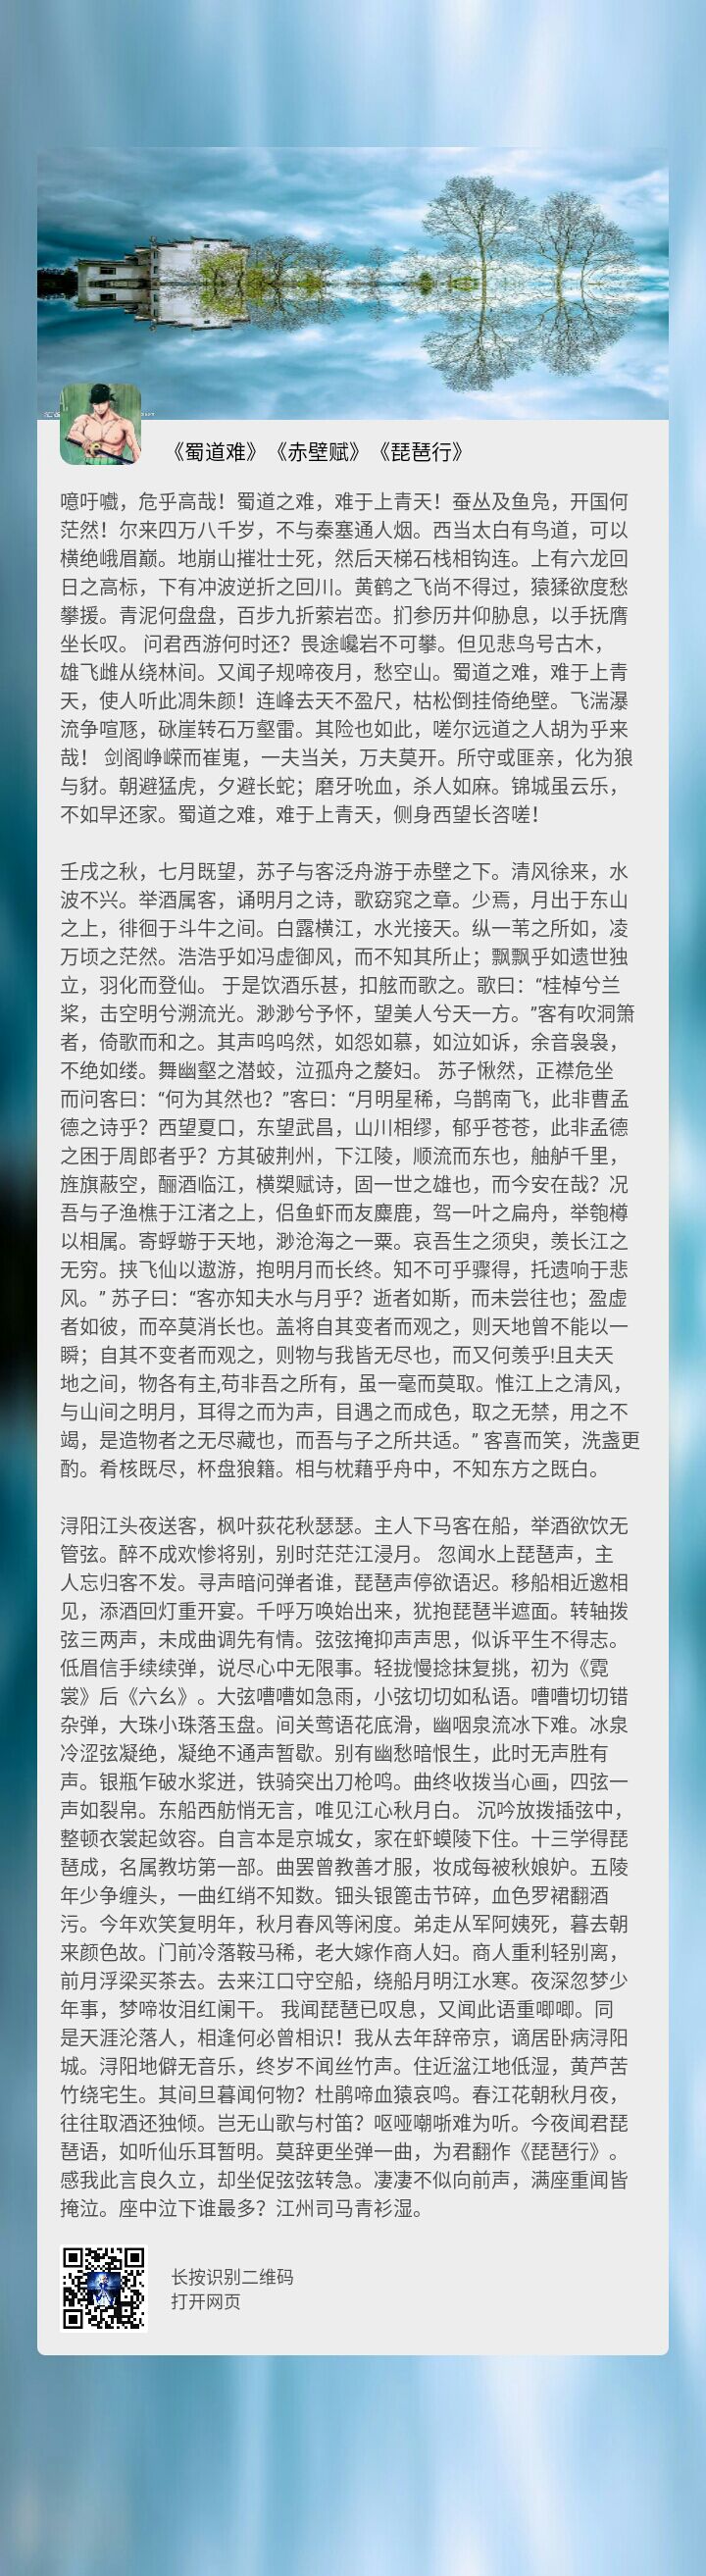 《蜀道难》《赤壁赋》《琵琶行》
噫吁嚱，危乎高哉！蜀道之难，难于上青天！蚕丛及鱼凫，开国何
茫然！尔来四万八千岁，不与秦塞通人烟。西当太白有鸟道，可以
横绝峨眉巅。地崩山摧壮士死，然后天梯石栈相钩连。上有六龙回
日之高标，下有冲波逆折之回川。黄鹤之飞尚不得过，猿猱欲度愁
攀援。青泥何盘盘，百步九折萦岩峦。扪参历井仰胁息，以手抚膺
坐长叹。 问君西游何时还？畏途巉岩不可攀。但见悲鸟号古木，
雄飞雌从绕林间。又闻子规啼夜月，愁空山。蜀道之难，难于上青
天，使人听此凋朱颜！连峰去天不盈尺，枯松倒挂倚绝壁。飞湍瀑
流争喧豗，砯崖转石万壑雷。其险也如此，嗟尔远道之人胡为乎来
哉！ 剑阁峥嵘而崔嵬，一夫当关，万夫莫开。所守或匪亲，化为狼
与豺。朝避猛虎，夕避长蛇；磨牙吮血，杀人如麻。锦城虽云乐，
不如早还家。蜀道之难，难于上青天，侧身西望长咨嗟！
壬戌之秋，七月既望，苏子与客泛舟游于赤壁之下。清风徐来，水
波不兴。举酒属客，诵明月之诗，歌窈窕之章。少焉，月出于东山
之上，徘徊于斗牛之间。白露横江，水光接天。纵一苇之所如，凌
万顷之茫然。浩浩乎如冯虚御风，而不知其所止；飘飘乎如遗世独
立，羽化而登仙。 于是饮酒乐甚，扣舷而歌之。歌曰：“桂棹兮兰
桨，击空明兮溯流光。渺渺兮予怀，望美人兮天一方。”客有吹洞箫
者，倚歌而和之。其声呜呜然，如怨如慕，如泣如诉，余音袅袅，
不绝如缕。舞幽壑之潜蛟，泣孤舟之嫠妇。 苏子愀然，正襟危坐
而问客曰：“何为其然也？”客曰：“月明星稀，乌鹊南飞，此非曹孟
德之诗乎？西望夏口，东望武昌，山川相缪，郁乎苍苍，此非孟德
之困于周郎者乎？方其破荆州，下江陵，顺流而东也，舳舻千里，
旌旗蔽空，酾酒临江，横槊赋诗，固一世之雄也，而今安在哉？况
吾与子渔樵于江渚之上，侣鱼虾而友麋鹿，驾一叶之扁舟，举匏樽
以相属。寄蜉蝣于天地，渺沧海之一粟。哀吾生之须臾，羡长江之
无穷。挟飞仙以遨游，抱明月而长终。知不可乎骤得，托遗响于悲
风。” 苏子曰：“客亦知夫水与月乎？逝者如斯，而未尝往也；盈虚
者如彼，而卒莫消长也。盖将自其变者而观之，则天地曾不能以一
瞬；自其不变者而观之，则物与我皆无尽也，而又何羡乎!且夫天
地之间，物各有主,苟非吾之所有，虽一毫而莫取。惟江上之清风，
与山间之明月，耳得之而为声，目遇之而成色，取之无禁，用之不
竭，是造物者之无尽藏也，而吾与子之所共适。” 客喜而笑，洗盏更
酌。肴核既尽，杯盘狼籍。相与枕藉乎舟中，不知东方之既白。
浔阳江头夜送客，枫叶荻花秋瑟瑟。主人下马客在船，举酒欲饮无
管弦。醉不成欢惨将别，别时茫茫江浸月。 忽闻水上琵琶声，主
人忘归客不发。寻声暗问弹者谁，琵琶声停欲语迟。移船相近邀相
见，添酒回灯重开宴。千呼万唤始出来，犹抱琵琶半遮面。转轴拨
弦三两声，未成曲调先有情。弦弦掩抑声声思，似诉平生不得志。
低眉信手续续弹，说尽心中无限事。轻拢慢捻抹复挑，初为《霓
裳》后《六幺》。大弦嘈嘈如急雨，小弦切切如私语。嘈嘈切切错
杂弹，大珠小珠落玉盘。间关莺语花底滑，幽咽泉流冰下难。冰泉
冷涩弦凝绝，凝绝不通声暂歇。别有幽愁暗恨生，此时无声胜有
声。银瓶乍破水浆迸，铁骑突出刀枪鸣。曲终收拨当心画，四弦一
声如裂帛。东船西舫悄无言，唯见江心秋月白。 沉吟放拨插弦中，
整顿衣裳起敛容。自言本是京城女，家在虾蟆陵下住。十三学得琵
琶成，名属教坊第一部。曲罢曾教善才服，妆成每被秋娘妒。五陵
年少争缠头，一曲红绡不知数。钿头银篦击节碎，血色罗裙翻酒
污。今年欢笑复明年，秋月春风等闲度。弟走从军阿姨死，暮去朝
来颜色故。门前冷落鞍马稀，老大嫁作商人妇。商人重利轻别离，
前月浮梁买茶去。去来江口守空船，绕船月明江水寒。夜深忽梦少
年事，梦啼妆泪红阑干。 我闻琵琶已叹息，又闻此语重唧唧。同
是天涯沦落人，相逢何必曾相识！我从去年辞帝京，谪居卧病浔阳
城。浔阳地僻无音乐，终岁不闻丝竹声。住近湓江地低湿，黄芦苦
竹绕宅生。其间旦暮闻何物？杜鹃啼血猿哀鸣。春江花朝秋月夜，
往往取酒还独倾。岂无山歌与村笛？呕哑嘲哳难为听。今夜闻君琵
琶语，如听仙乐耳暂明。莫辞更坐弹一曲，为君翻作《琵琶行》。
感我此言良久立，却坐促弦弦转急。凄凄不似向前声，满座重闻皆
掩泣。座中泣下谁最多？江州司马青衫湿。
长按识别二维码
打开网页